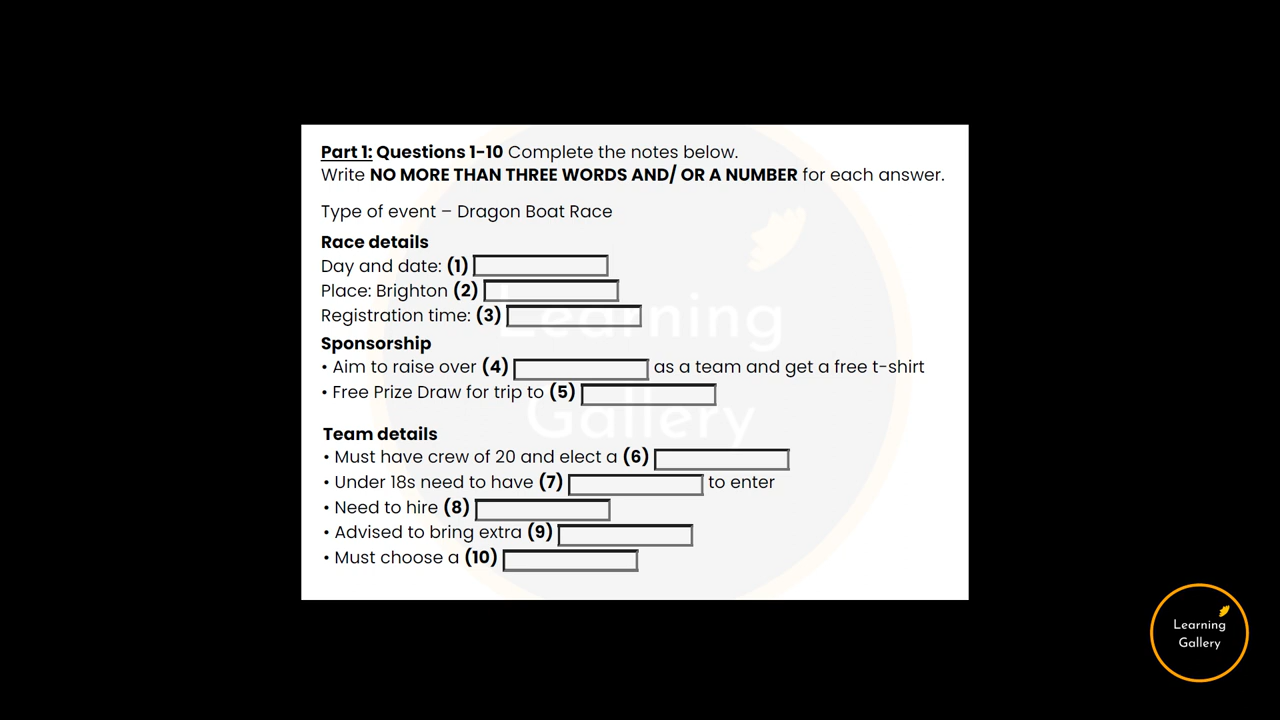 Part 1: Questions 1-10 Complete the notes below.
Write NO MORE THAN THREE WORDS AND/ OR A NUMBER for each answer.
Type of event – Dragon Boat Race
Race details
Day and date: (1)
Place: Brighton (2)
Registration time: (3)
Sponsorship
• Aim to raise over (4) as a team and get a free t-shirt
• Free Prize Draw for trip to (5)
Team details
• Must have crew of 20 and elect a (6)
• Under 18s need to have (7) to enter
• Need to hire (8)
• Advised to bring extra (9)
• Must choose a (10)
Learning
Gallery
Learning
Gallery